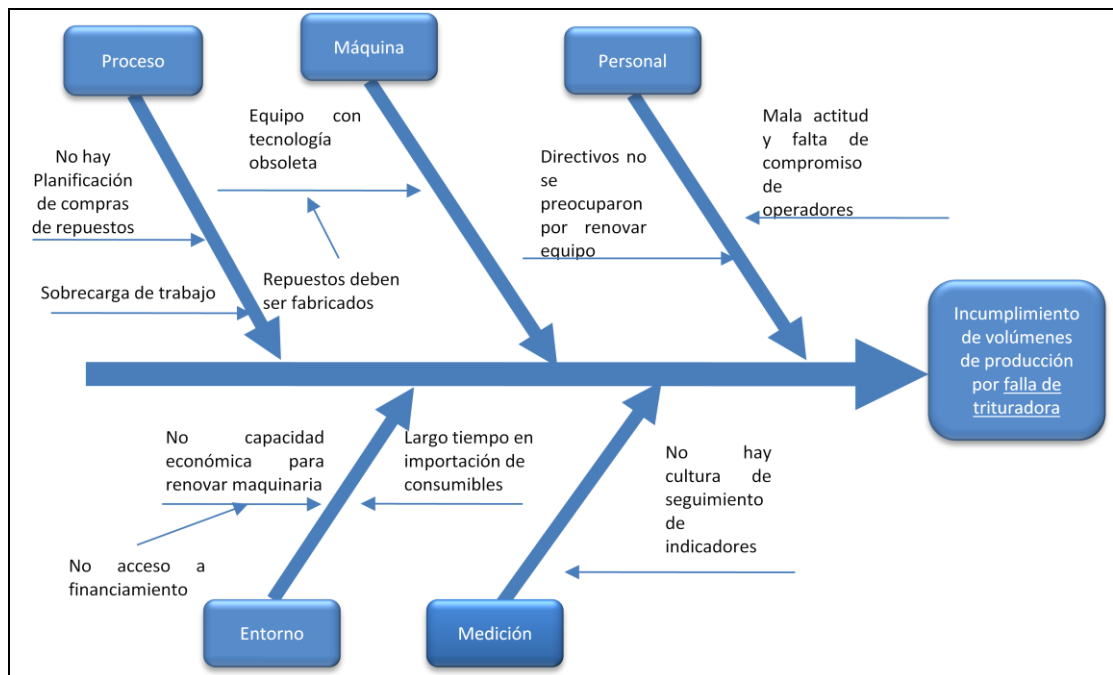 Proceso
Máquina
Personal
No hay
Planificación
de compras
de repuestos
Sobrecarga de trabajo
Equipo con
tecnología
obsoleta
Repuestos deben
ser fabricados
Directivos no
se
preocuparon
por renovar
equipo
Mala actitud
y falta de
compromiso
de
operadores
Incumplimiento
de volúmenes
de producción
por falla de
trituradora
No capacidad
económica para
renovar maquinaria
No acceso a
financiamiento
Largo tiempo en
importación de
consumibles
No hay
cultura de
seguimiento
de
indicadores
Entorno
Medición